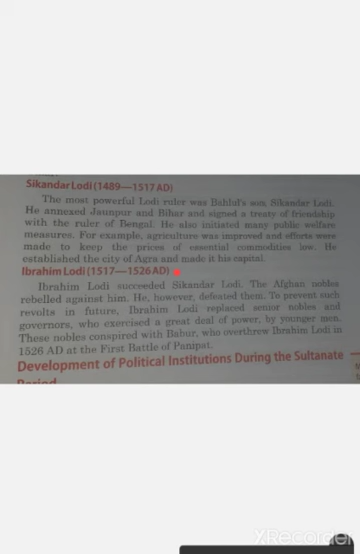 Sikandar Lodi (1489—1517 AD)
The most powerful Lodi ruler was Bahlul's son, Sikandar Lodi.
He annexed Jaunpur and Bihar and signed a treaty of friendship
with the ruler of Bengal. He also initiated many public welfare
measures. For example, agriculture was improved and efforts were
made to keep the prices of essential commodities low. He
established the city of Agra and made it his capital.
Ibrahim Lodi (1517—1526 AD)
Ibrahim Lodi succeeded Sikandar Lodi. The Afghan nobles
rebelled against him. He, however, defeated them. To prevent such
revolts in future, Ibrahim Lodi replaced senior nobles and
governors, who exercised a great deal of power, by younger men.
These nobles conspired with Babur, who overthrew Ibrahim Lodi in
1526 AD at the First Battle of Panipat.
Development of Political Institutions During the Sultanate
Period
XRecorder